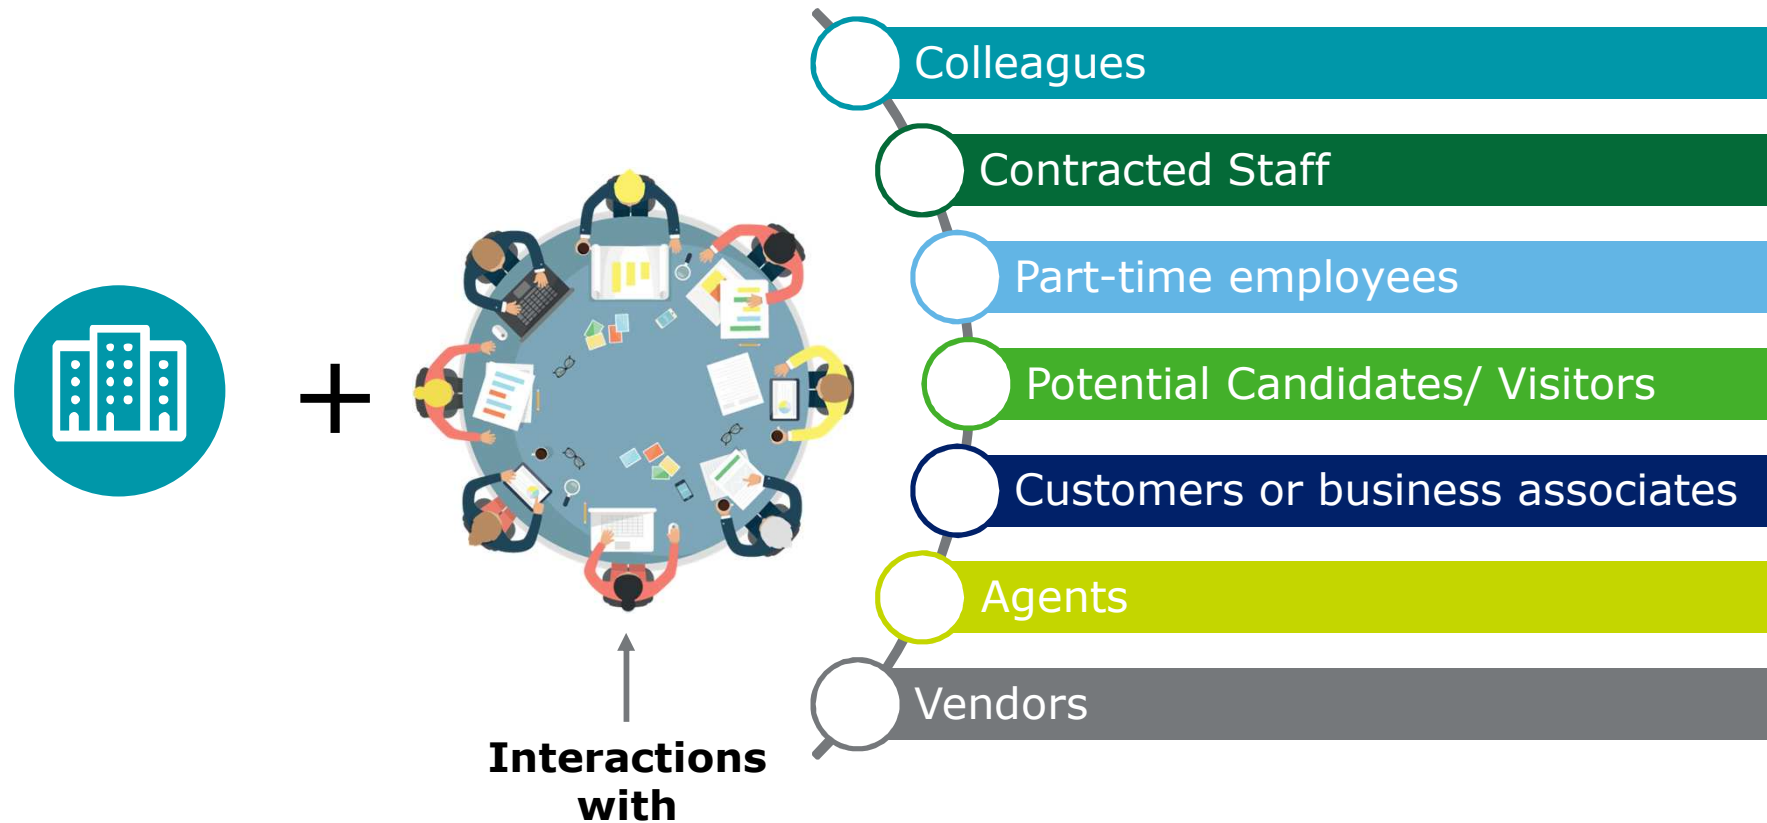 Colleagues
Contracted Staff
Part-time employees
Potential Candidates/ Visitors
Customers or business associates
Agents
Vendors
+
Interactions
with